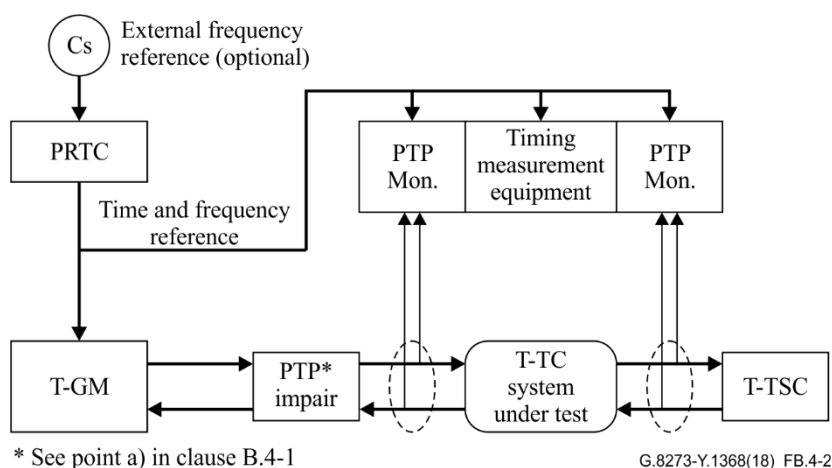 Cs
External frequency
reference (optional)
PRTC
PTP
Mon.
Timing
measurement
equipment
PTP
Mon.
Time and frequency
reference
T-GM
PTP*
impair
T-TC
system
under test
T-TSC
* See point a) in clause B.4-1
G.8273-Y.1368(18)_FB.4-2